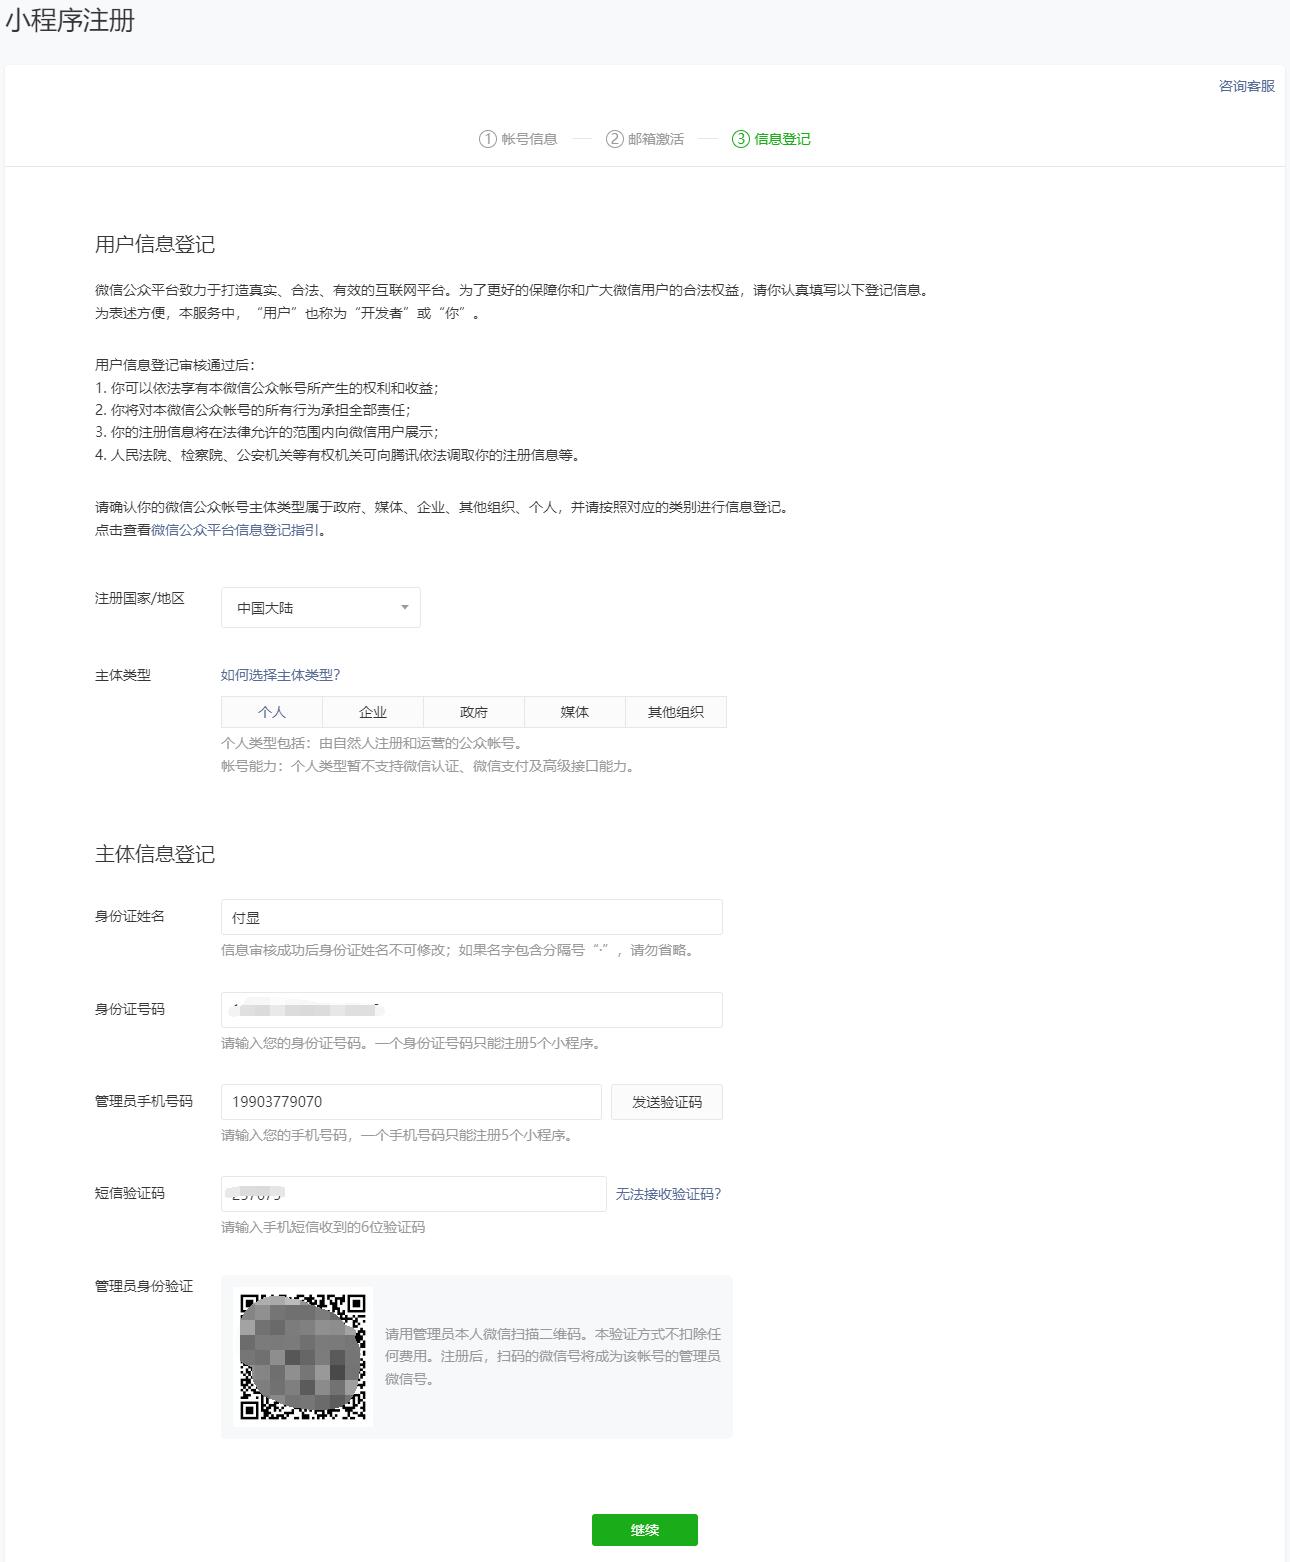 小程序注册
咨询客服
① 帐号信息 ② 邮箱激活 ③ 信息登记
用户信息登记
微信公众平台致力于打造真实、合法、有效的互联网平台。为了更好的保障你和广大微信用户的合法权益，请你认真填写以下登记信息。
为表述方便，本服务中，“用户”也称为“开发者”或“你”。
用户信息登记审核通过后：
1. 你可以依法享有本微信公众帐号所产生的权利和收益；
2. 你将对本微信公众帐号的所有行为承担全部责任；
3. 你的注册信息将在法律允许的范围内向微信用户展示；
4. 人民法院、检察院、公安机关等有权机关可向腾讯依法调取你的注册信息等。
请确认你的微信公众帐号主体类型属于政府、媒体、企业、其他组织、个人，并请按照对应的类别进行信息登记。
点击查看微信公众平台信息登记指引。
注册国家/地区 中国大陆
主体类型 如何选择主体类型？
个人 企业 政府 媒体 其他组织
个人类型包括：由自然人注册和运营的公众帐号。
帐号能力：个人类型暂不支持微信认证、微信支付及高级接口能力。
主体信息登记
身份证姓名 付显
信息审核成功后身份证姓名不可修改；如果名字包含分隔号“·”，请勿省略。
身份证号码
请输入您的身份证号码。一个身份证号码只能注册5个小程序。
管理员手机号码 19903779070 发送验证码
请输入您的手机号码，一个手机号码只能注册5个小程序。
短信验证码 无法接收验证码？
请输入手机短信收到的6位验证码
管理员身份验证
请用管理员本人微信扫描二维码。本验证方式不扣除任
何费用。注册后，扫码的微信号将成为该帐号的管理员
微信号。
继续